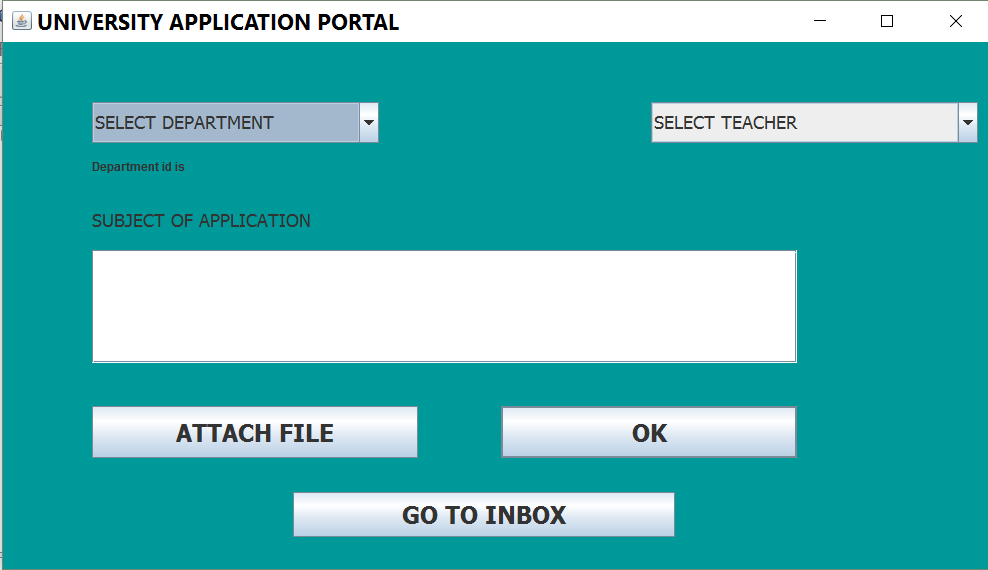 UNIVERSITY APPLICATION PORTAL
SELECT DEPARTMENT
SELECT TEACHER
Department id is
SUBJECT OF APPLICATION
ATTACH FILE
OK
GO TO INBOX